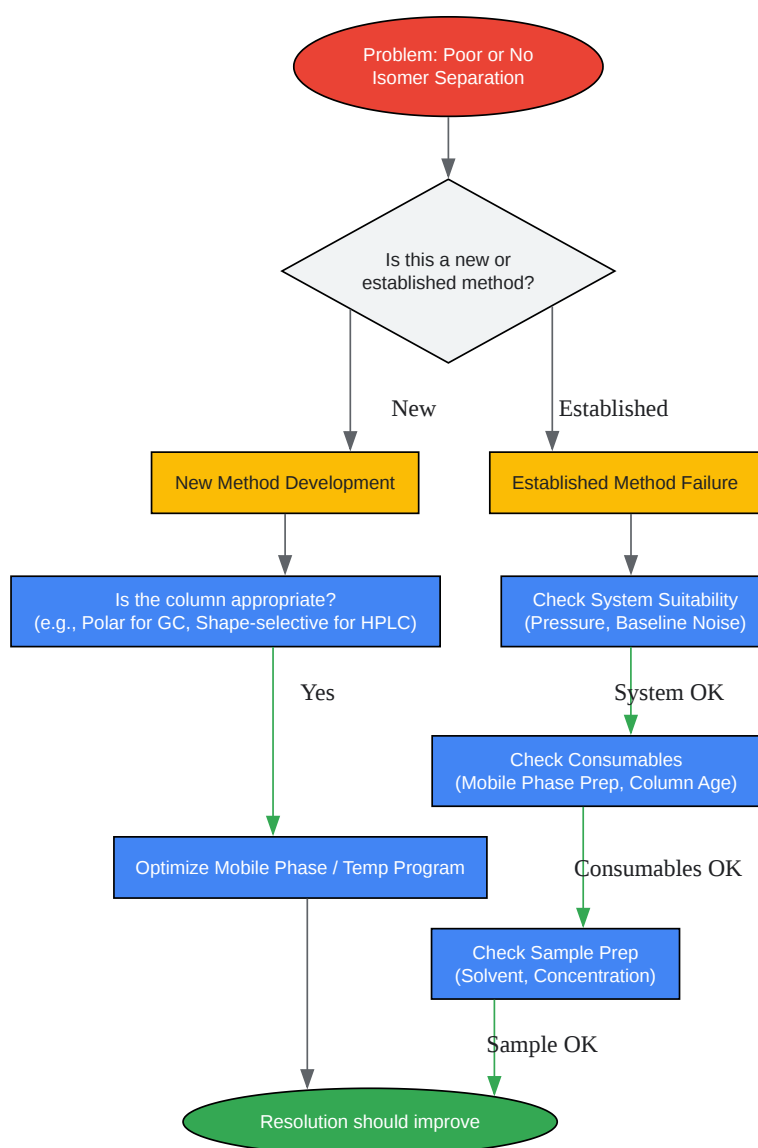 Problem: Poor or No
Isomer Separation
Is this a new or
established method?
New
Established
New Method Development
Established Method Failure
Is the column appropriate?
(e.g., Polar for GC, Shape-selective for HPLC)
Check System Suitability
(Pressure, Baseline Noise)
Yes
System OK
Check Consumables
(Mobile Phase Prep, Column Age)
Optimize Mobile Phase / Temp Program
Consumables OK
Check Sample Prep
(Solvent, Concentration)
Sample OK
Resolution should improve